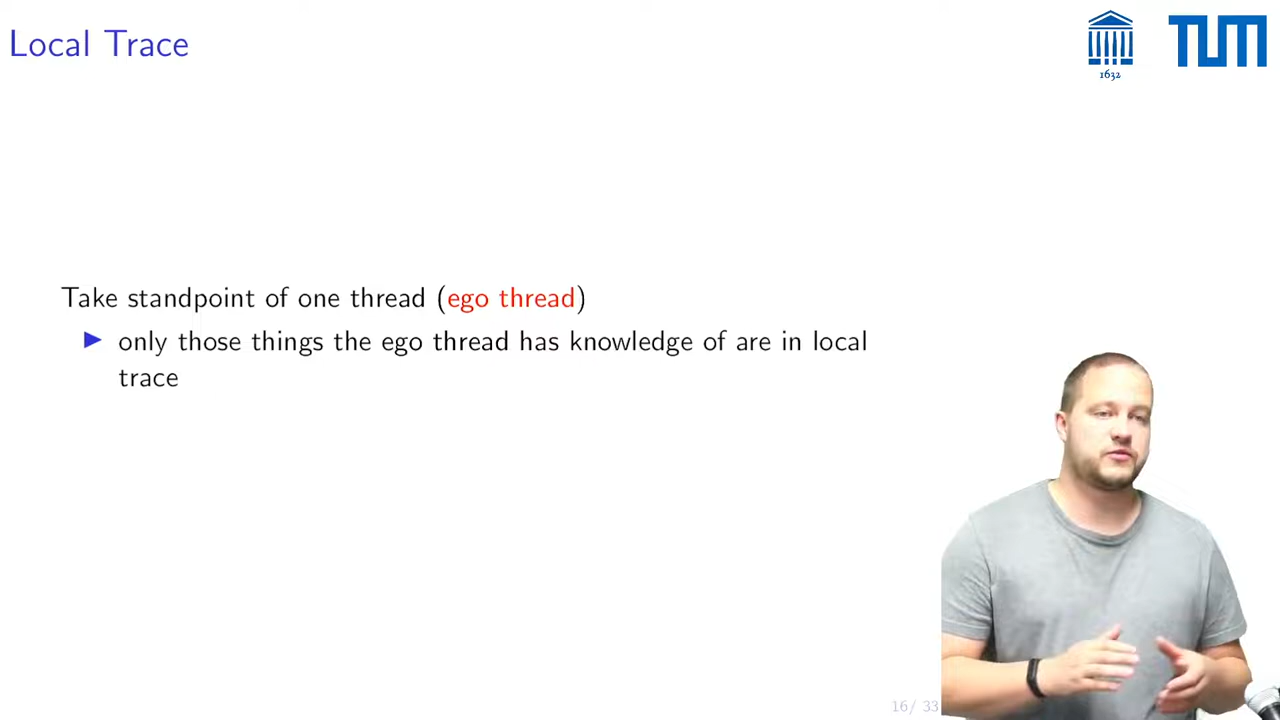 Local Trace
1632
TUM
Take standpoint of one thread (ego thread)
▶ only those things the ego thread has knowledge of are in local
trace
16/ 33